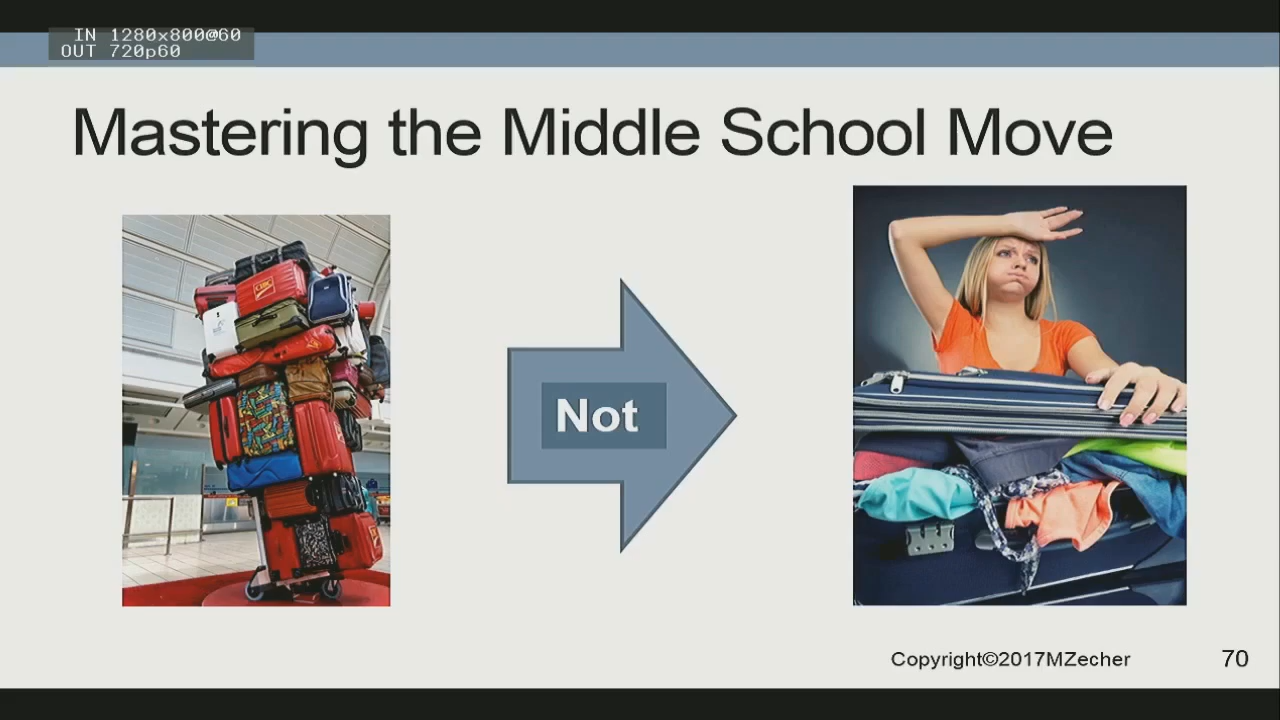 IN 1280x800@60
OUT 720p60
Mastering the Middle School Move
Not
Copyright©2017MZecher
70